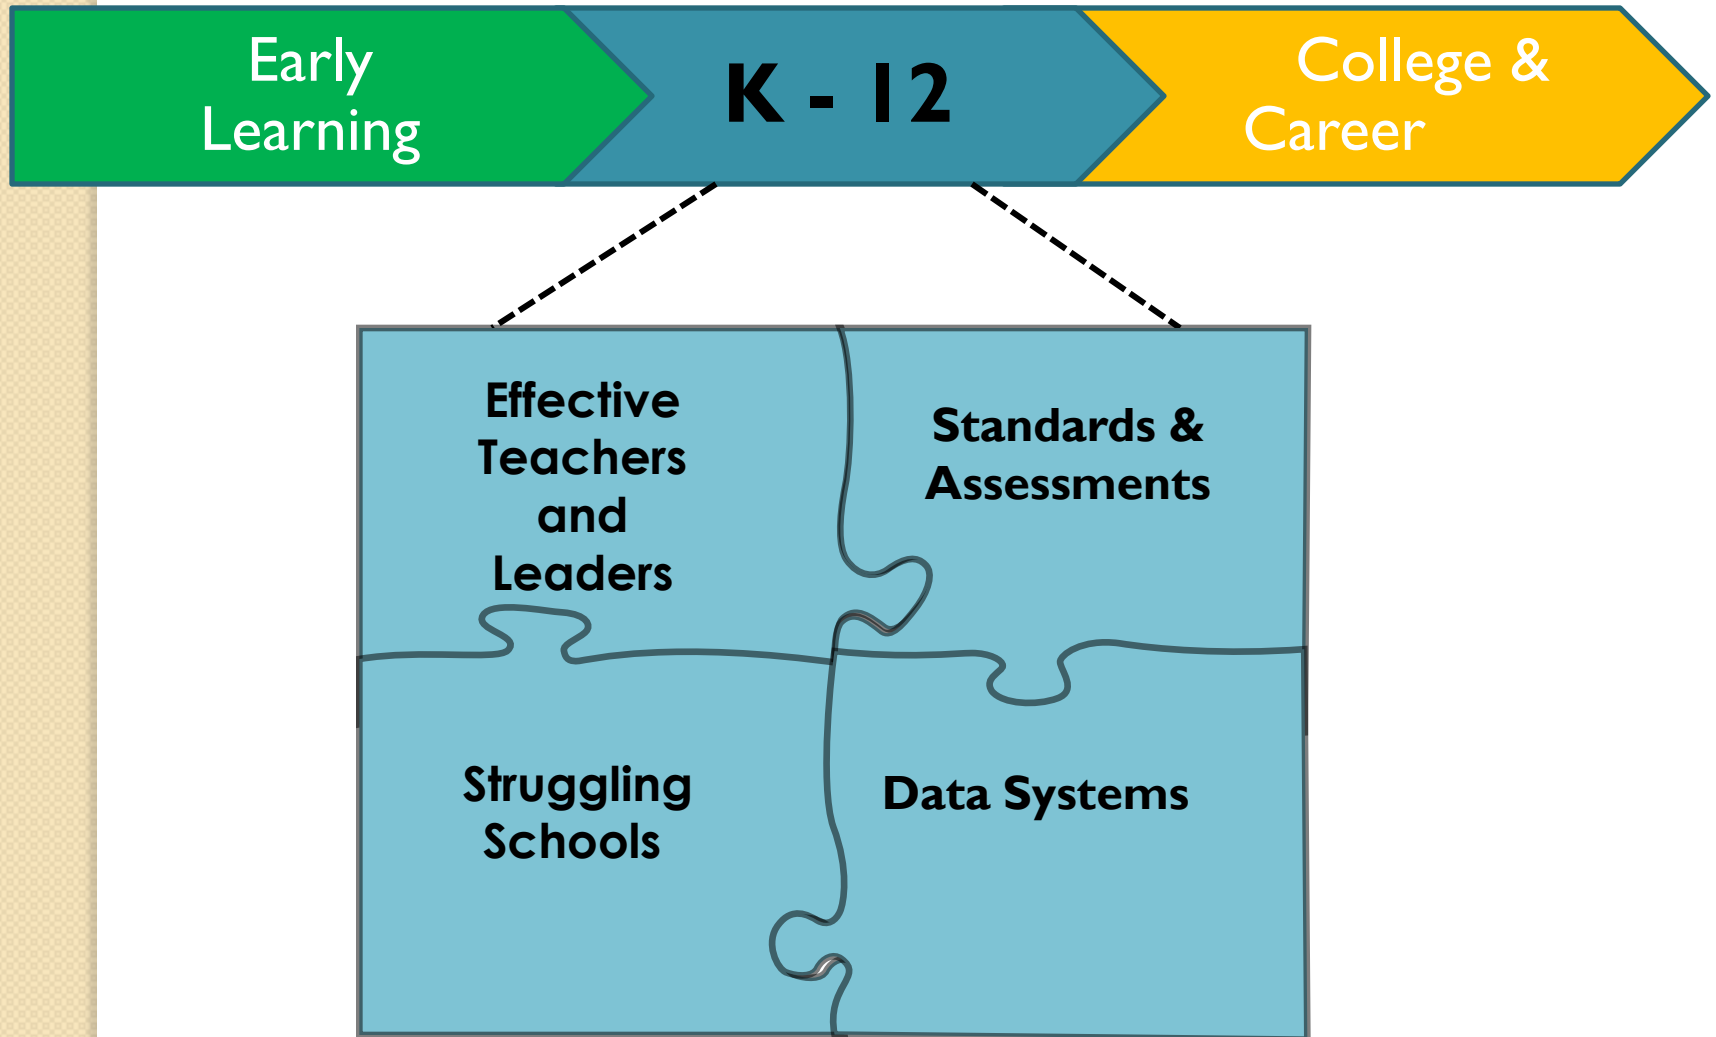 Early
Learning
K - 12
College &
Career
Effective
Teachers
and
Leaders
Standards &
Assessments
Struggling
Schools
Data Systems